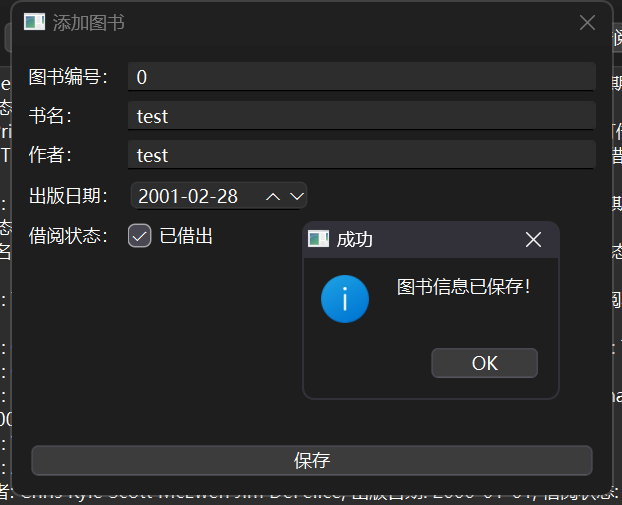 添加图书
图书编号： 0
书名： test
作者： test
出版日期： 2001-02-28
借阅状态： 已借出
成功
图书信息已保存！
OK
保存